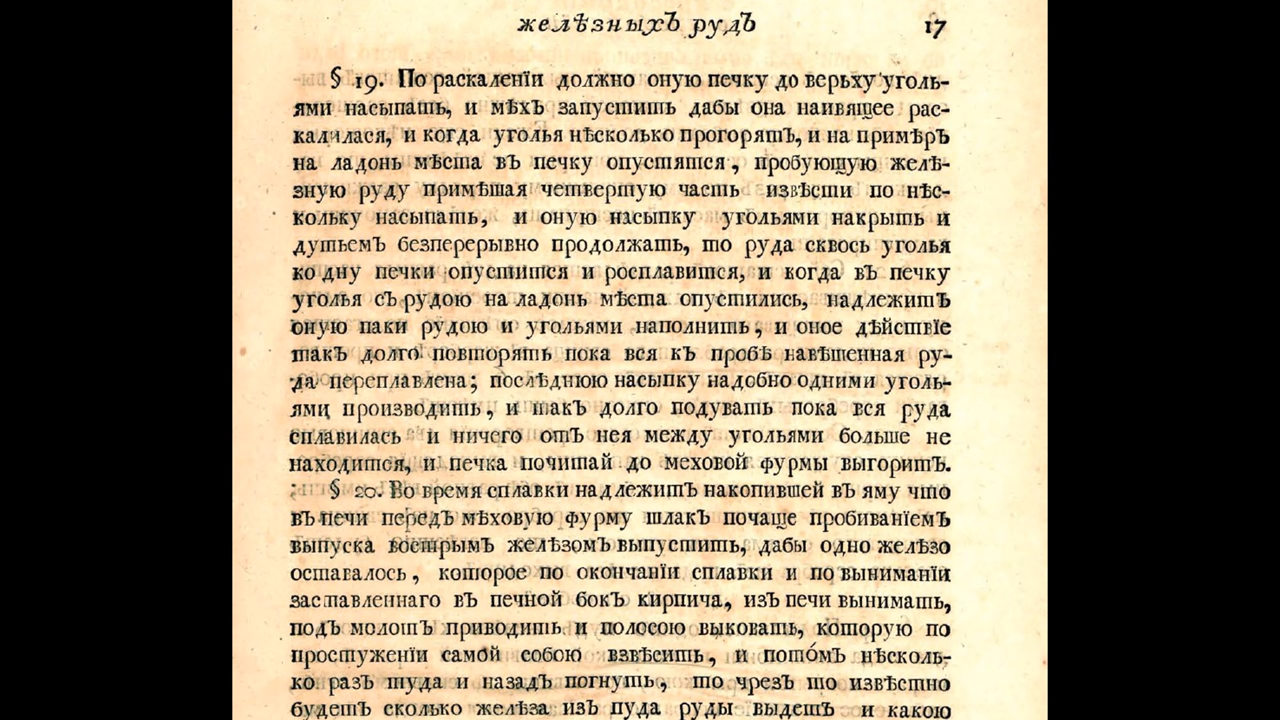 желѣзныхЪ рудЪ 17
§ 19. По раскаленїи должно оную печку до верьху уголь-
ями насыпать, и мѣхЪ запустить дабы она наивящее рас-
калилася, и когда уголья нѣсколько прогорятЪ, и на примѣрЪ
на ладонь мѣста вЪ печку опустятся, пробующую желѣ-
зную руду примѣшая четвертую часть извѣсти по нѣс-
кольку насыпать, и оную насыпку угольями накрыть и
дутьемЪ безперерывно продолжать, то руда сквось уголья
ко дну печки опустится и росплавится, и когда вЪ печку
уголья сЪ рудою на ладонь мѣста опустились, надлежитЪ
оную паки рудою и угольями наполнить, и оное дѣйствїе
такЪ долго повторять пока вся кЪ пробѣ навѣшенная ру-
да переплавлена; послѣднюю насыпку надобно одними уголь-
ями производить, и такЪ долго подувать пока вся руда
сплавилась и ничего отЪ нея между угольями больше не
находится, и печка почитай до меховой фурмы выгоритЪ.
§ 20. Во время сплавки надлежитЪ накопившей вЪ яму что
вЪ печи передЪ мѣховую фурму шлакЪ почаще пробиванїемЪ
выпуска вострымЪ желѣзомЪ выпустить, дабы одно желѣзо
оставалось, которое по окончанїи сплавки и по выниманїи
заставленнаго вЪ печной бокЪ кирпича, изЪ печи вынимать,
подЪ молотЪ приводить и полосою выковать, которую по
простуженїи самой собою взвѣсить, и пото́мЪ нѣсколь-
ко разЪ туда и назадЪ погнуть, то чрезЪ то извѣстно
будетЪ сколько желѣза изЪ пуда руды выдетЪ и какою